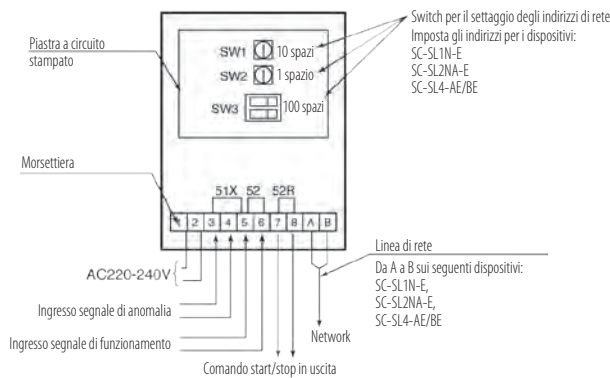 Switch per il settaggio degli indirizzi di rete
Imposta gli indirizzi per i dispositivi:
SC-SL1N-E
SC-SL2NA-E
SC-SL4-AE/BE
Piastra a circuito
stampato
SW1 10 spazi
SW2 1 spazio
SW3 100 spazi
Morsettiera
51X 52 52R
1 2 3 4 5 6 7 8 A B
AC220-240V
Linea di rete
Da A a B sui seguenti dispositivi:
SC-SL1N-E,
SC-SL2NA-E,
SC-SL4-AE/BE
Ingresso segnale di anomalia
Ingresso segnale di funzionamento
Network
Comando start/stop in uscita